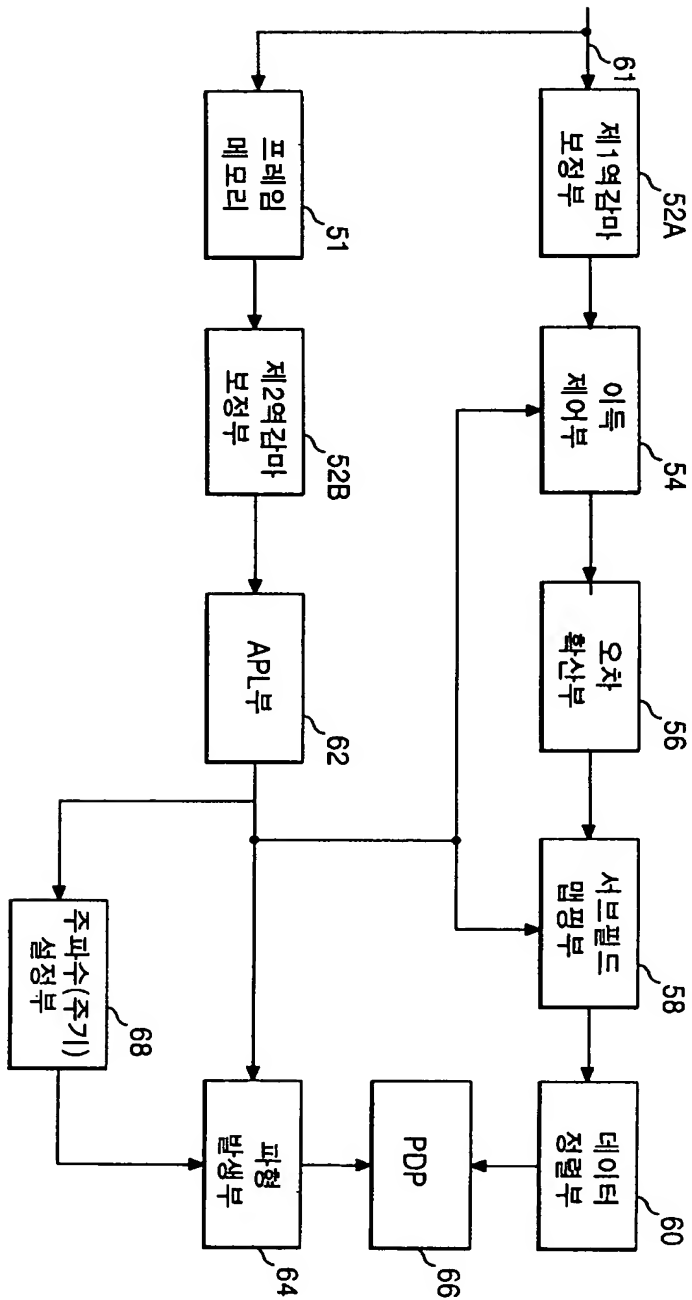 61
제1역감마
보정부
52A
이득
제어부
54
오차
확산부
56
서브필드
맵핑부
58
데이터
정렬부
60
PDP
66
프레임
메모리
51
제2역감마
보정부
52B
APL부
62
파형
발생부
64
주파수(주기)
설정부
68